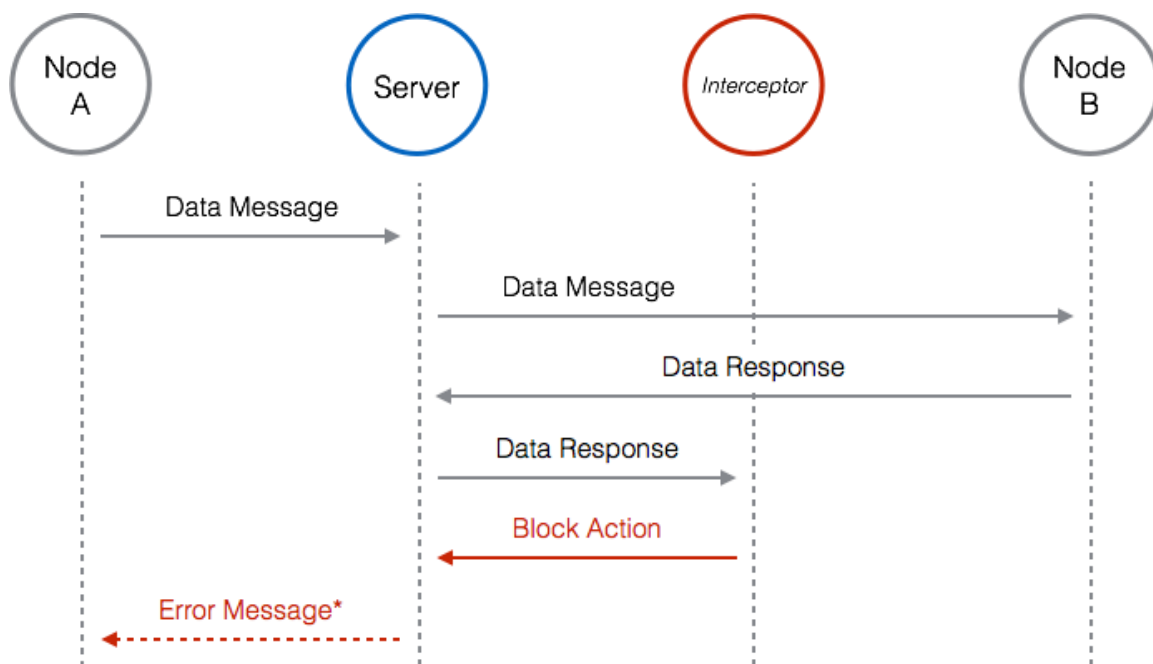 Node
A
Server
Interceptor
Node
B
Data Message
Data Message
Data Response
Data Response
Block Action
Error Message*